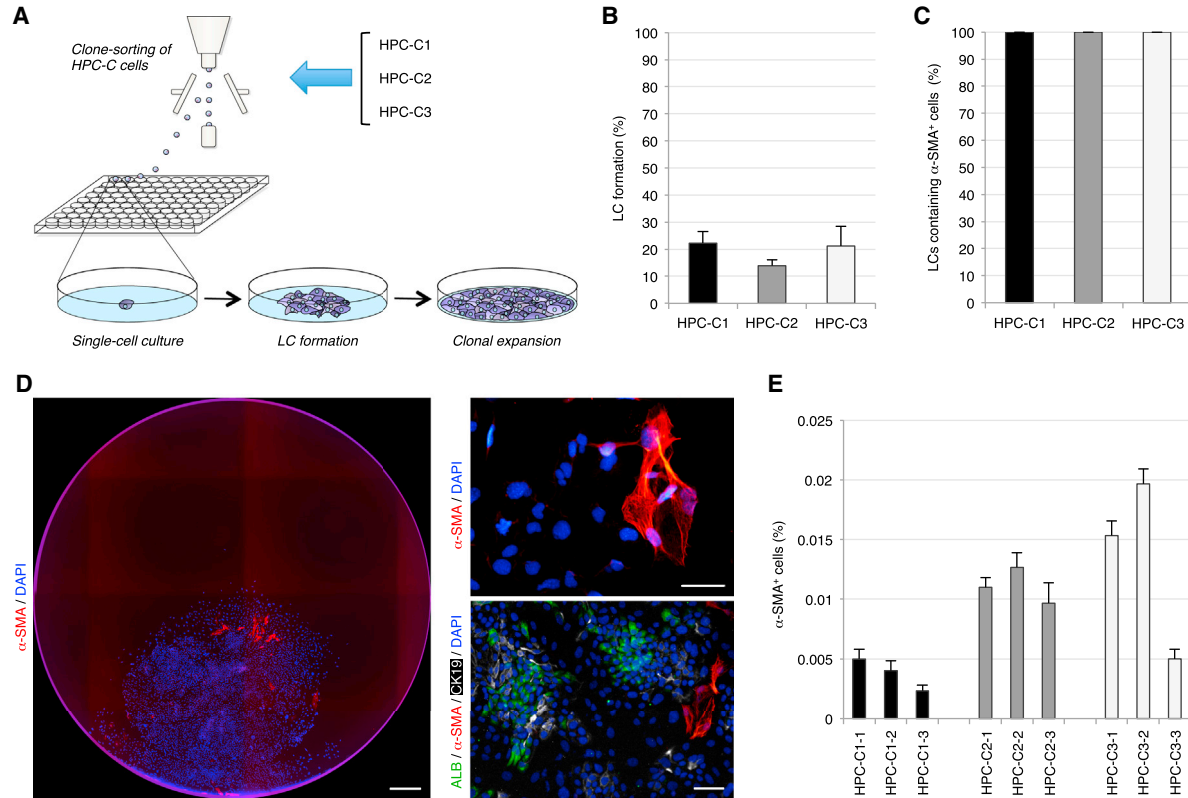 A
Clone-sorting of
HPC-C cells
HPC-C1
HPC-C2
HPC-C3
Single-cell culture
LC formation
Clonal expansion
B
LC formation (%)
100
90
80
70
60
50
40
30
20
10
0
HPC-C1
HPC-C2
HPC-C3
C
LCs containing α-SMA⁺ cells (%)
100
90
80
70
60
50
40
30
20
10
0
HPC-C1
HPC-C2
HPC-C3
D
α-SMA / DAPI
α-SMA / DAPI
ALB / α-SMA / CK19 / DAPI
E
α-SMA⁺ cells (%)
0.025
0.02
0.015
0.01
0.005
0
HPC-C1-1
HPC-C1-2
HPC-C1-3
HPC-C2-1
HPC-C2-2
HPC-C2-3
HPC-C3-1
HPC-C3-2
HPC-C3-3